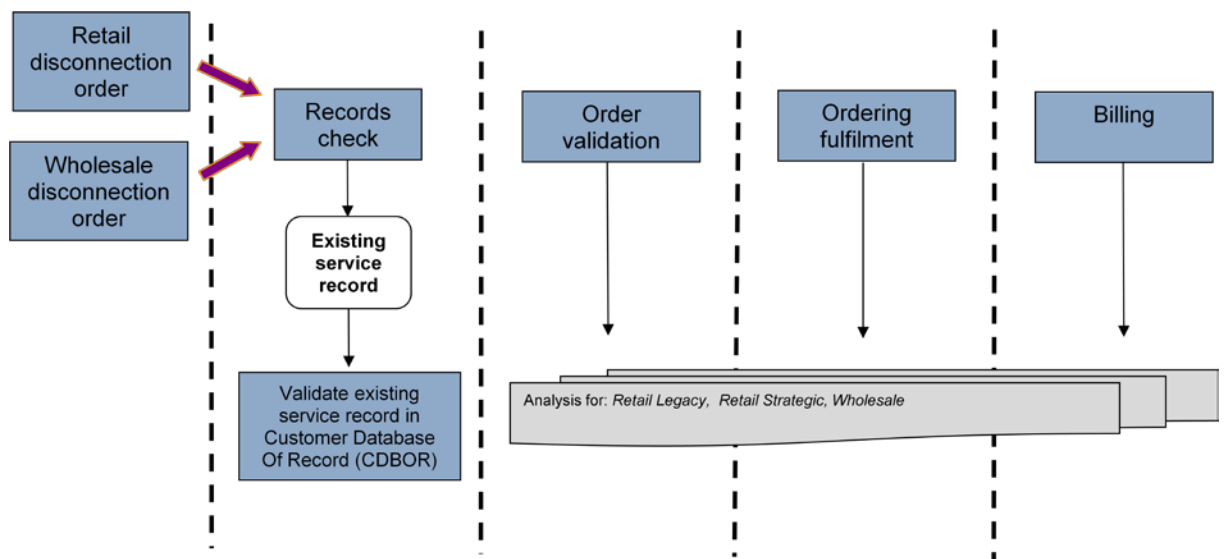 Retail
disconnection
order
Wholesale
disconnection
order
Records
check
Existing
service
record
Validate existing
service record in
Customer Database
Of Record (CDBOR)
Order
validation
Ordering
fulfilment
Billing
Analysis for: Retail Legacy, Retail Strategic, Wholesale